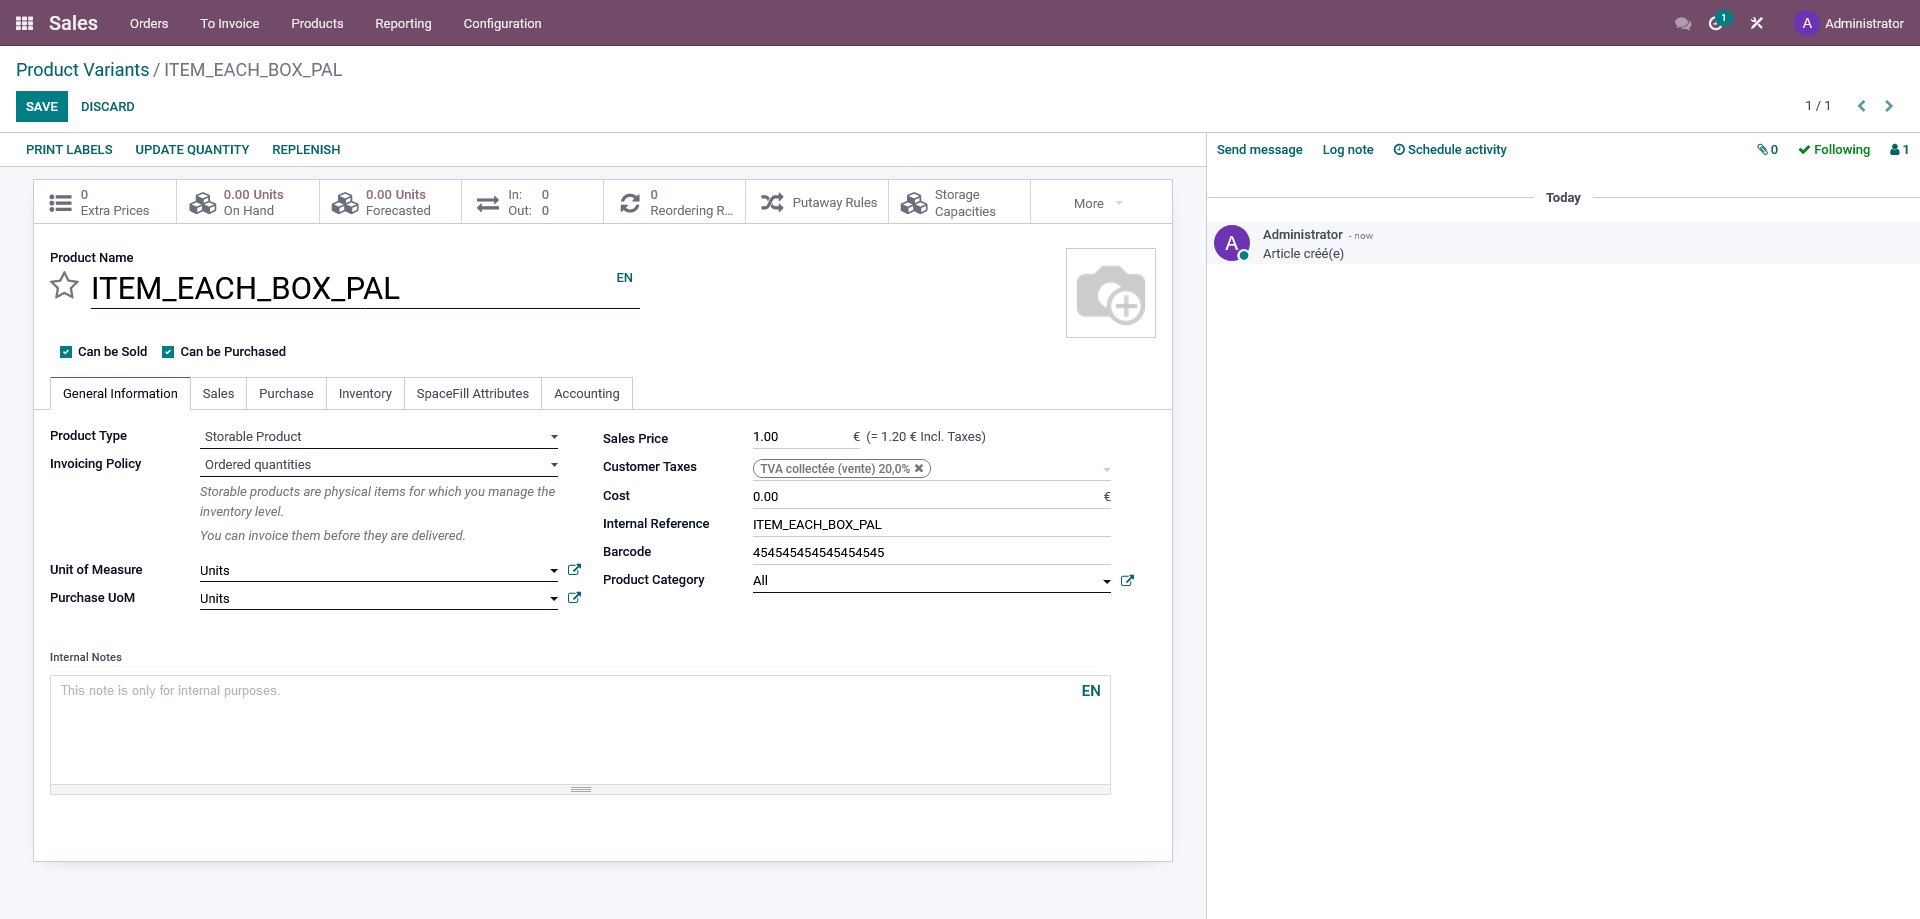 Sales Orders To Invoice Products Reporting Configuration 1 A Administrator
Product Variants / ITEM_EACH_BOX_PAL
SAVE DISCARD 1 / 1
PRINT LABELS UPDATE QUANTITY REPLENISH
0 Extra Prices
0.00 Units On Hand
0.00 Units Forecasted
In: 0
Out: 0
0 Reordering R...
Putaway Rules
Storage Capacities
More
Product Name
ITEM_EACH_BOX_PAL EN
Can be Sold Can be Purchased
General Information Sales Purchase Inventory SpaceFill Attributes Accounting
Product Type Storable Product
Invoicing Policy Ordered quantities
Storable products are physical items for which you manage the
inventory level.
You can invoice them before they are delivered.
Unit of Measure Units
Purchase UoM Units
Sales Price 1.00 € (= 1.20 € Incl. Taxes)
Customer Taxes TVA collectée (vente) 20,0% ✖
Cost 0.00 €
Internal Reference ITEM_EACH_BOX_PAL
Barcode 454545454545454545
Product Category All
Internal Notes
This note is only for internal purposes. EN
Send message Log note Schedule activity 0 Following 1
Today
A Administrator - now
Article créé(e)